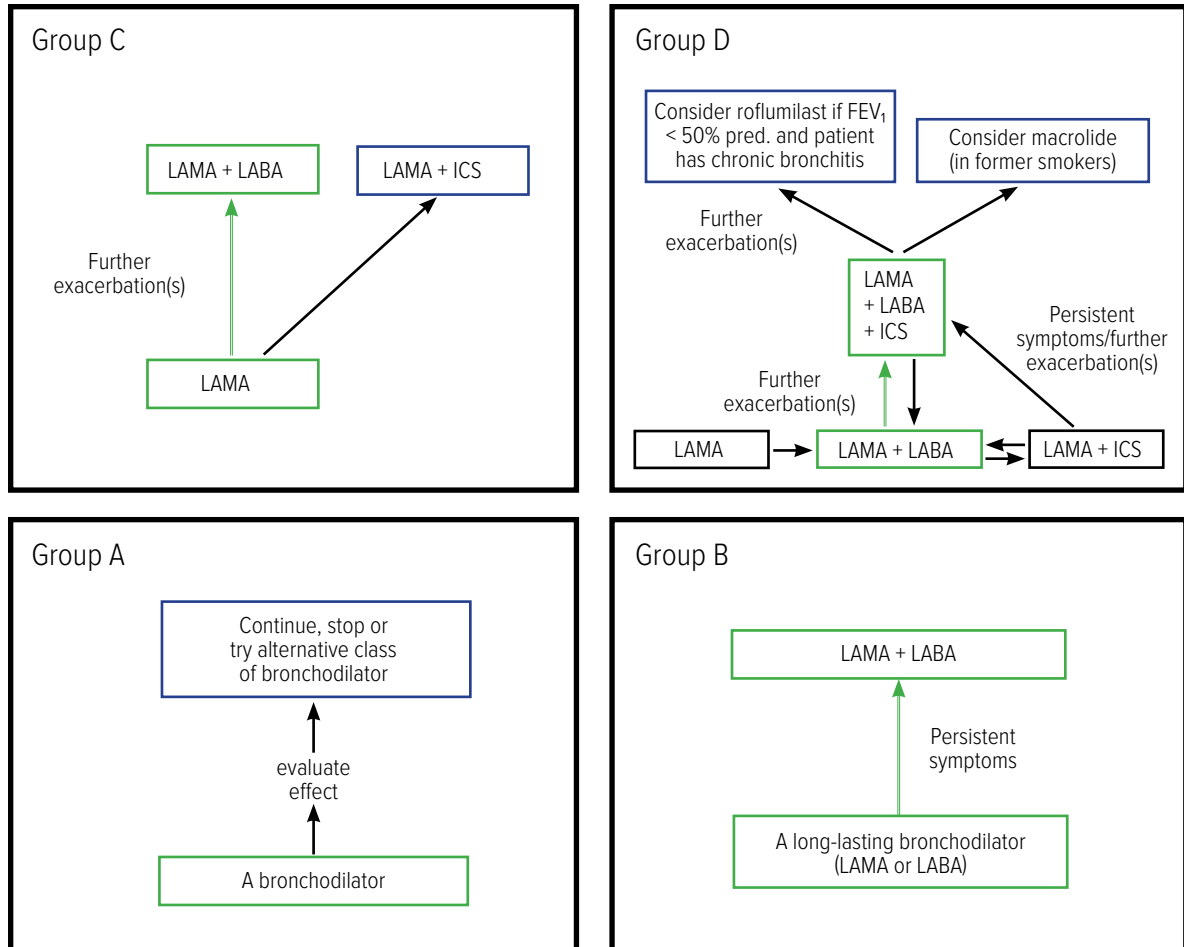 Group C
LAMA + LABA
LAMA + ICS
Further
exacerbation(s)
LAMA
Group D
Consider roflumilast if FEV₁
< 50% pred. and patient
has chronic bronchitis
Consider macrolide
(in former smokers)
Further
exacerbation(s)
LAMA
+ LABA
+ ICS
Persistent
symptoms/further
exacerbation(s)
Further
exacerbation(s)
LAMA
LAMA + LABA
LAMA + ICS
Group A
Continue, stop or
try alternative class
of bronchodilator
evaluate
effect
A bronchodilator
Group B
LAMA + LABA
Persistent
symptoms
A long-lasting bronchodilator
(LAMA or LABA)